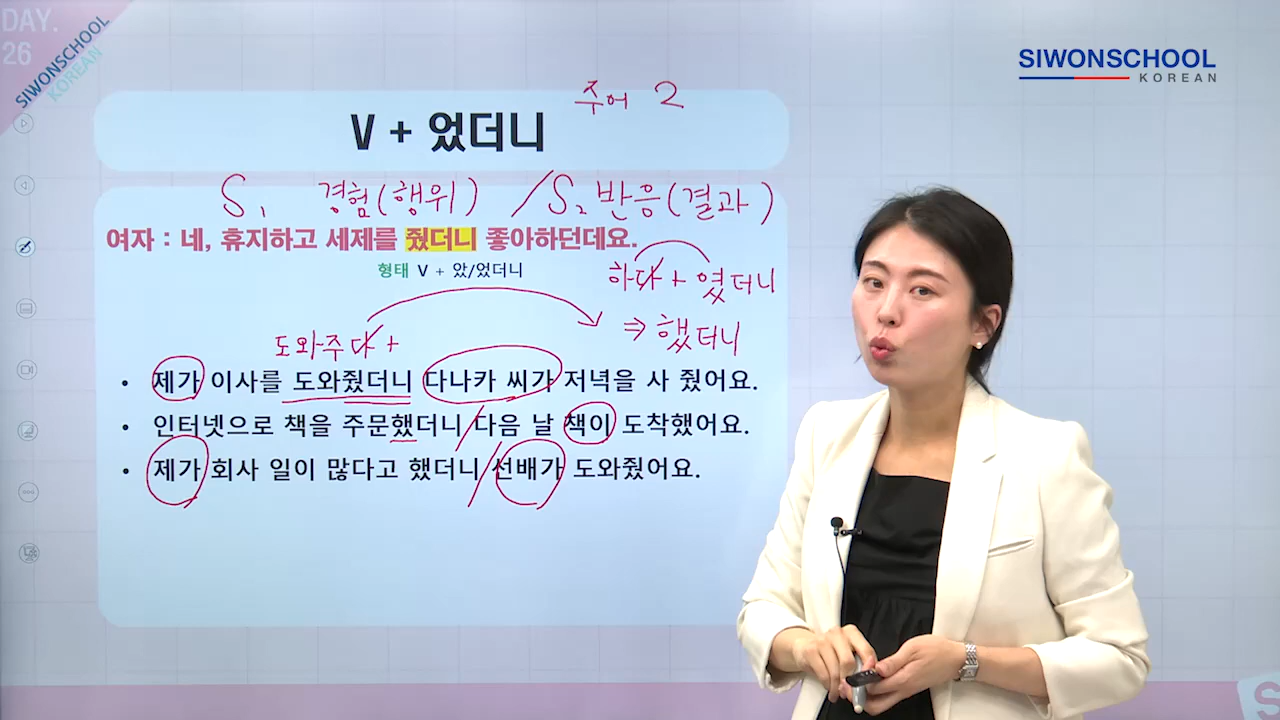 DAY.
26
SIWONSCHOOL
KOREAN
SIWONSCHOOL
KOREAN
주어 2
V + 었더니
S₁ 경험(행위) / S₂ 반응(결과)
여자 : 네, 휴지하고 세제를 줬더니 좋아하던데요.
형태 V + 았/었더니
하다 + 였더니
⇒ 했더니
도와주다 +
• 제가 이사를 도와줬더니 다나카 씨가 저녁을 사 줬어요.
• 인터넷으로 책을 주문했더니 / 다음 날 책이 도착했어요.
• 제가 회사 일이 많다고 했더니 / 선배가 도와줬어요.
S